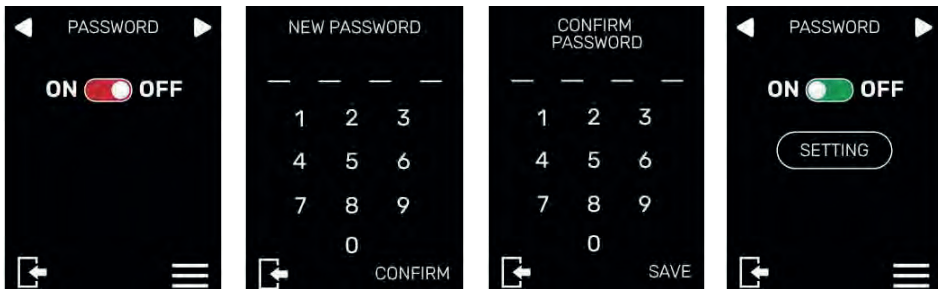 PASSWORD
ON OFF
NEW PASSWORD
1 2 3
4 5 6
7 8 9
0
CONFIRM
CONFIRM
PASSWORD
1 2 3
4 5 6
7 8 9
0
SAVE
PASSWORD
ON OFF
SETTING